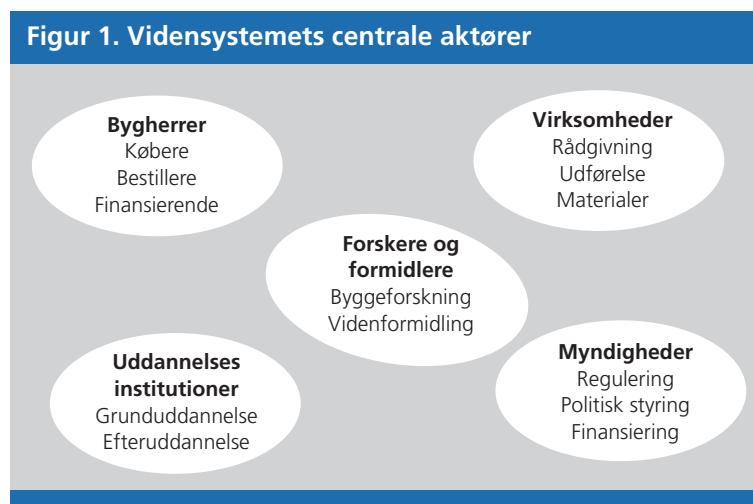 Figur 1. Vidensystemets centrale aktører
Bygherrer
Købere
Bestillere
Finansierende
Virksomheder
Rådgivning
Udførelse
Materialer
Forskere og
formidlere
Byggeforskning
Videnformidling
Uddannelses
institutioner
Grunduddannelse
Efteruddannelse
Myndigheder
Regulering
Politisk styring
Finansiering